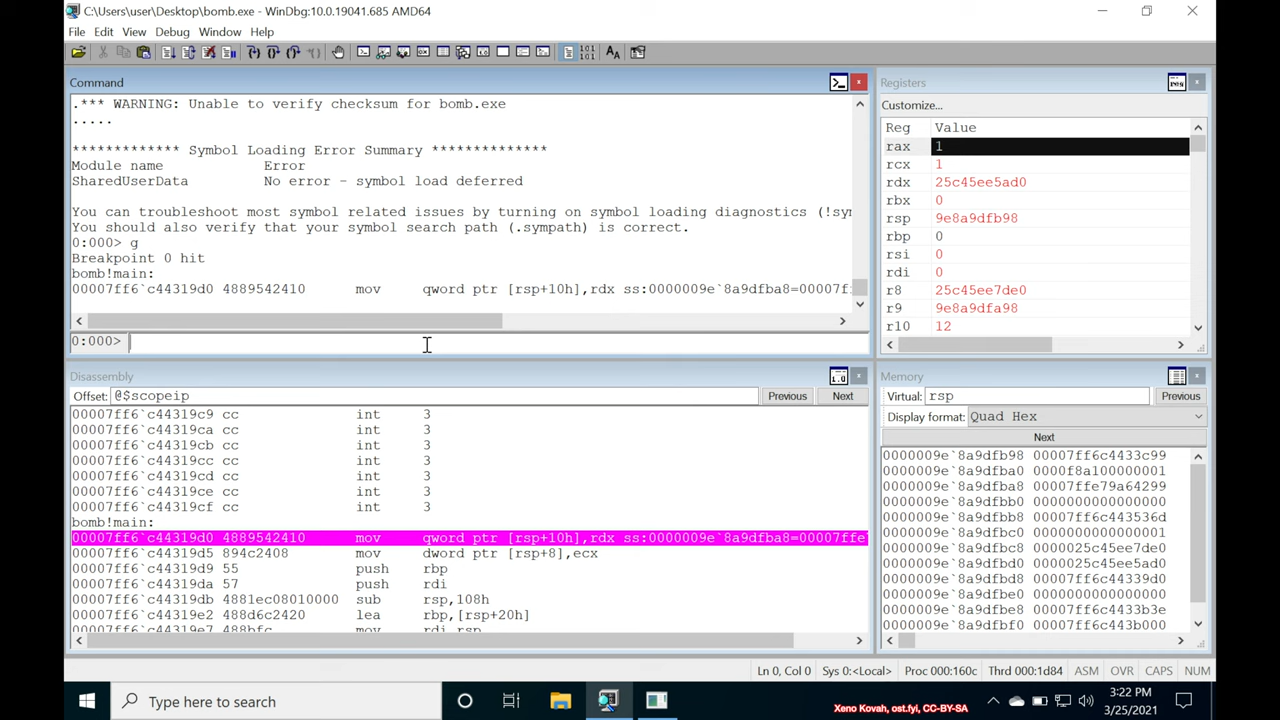 C:\Users\user\Desktop\bomb.exe - WinDbg:10.0.19041.685 AMD64
File Edit View Debug Window Help
Command
.*** WARNING: Unable to verify checksum for bomb.exe
.....
************* Symbol Loading Error Summary **************
Module name Error
SharedUserData No error - symbol load deferred
You can troubleshoot most symbol related issues by turning on symbol loading diagnostics (!sy
You should also verify that your symbol search path (.sympath) is correct.
0:000> g
Breakpoint 0 hit
bomb!main:
00007ff6`c44319d0 4889542410 mov qword ptr [rsp+10h],rdx ss:0000009e`8a9dfba8=00007ff
0:000>
Registers
Customize...
Reg Value
rax 1
rcx 1
rdx 25c45ee5ad0
rbx 0
rsp 9e8a9dfb98
rbp 0
rsi 0
rdi 0
r8 25c45ee7de0
r9 9e8a9dfa98
r10 12
Disassembly
Offset: @$scopeip Previous Next
00007ff6`c44319c9 cc int 3
00007ff6`c44319ca cc int 3
00007ff6`c44319cb cc int 3
00007ff6`c44319cc cc int 3
00007ff6`c44319cd cc int 3
00007ff6`c44319ce cc int 3
00007ff6`c44319cf cc int 3
bomb!main:
00007ff6`c44319d0 4889542410 mov qword ptr [rsp+10h],rdx ss:0000009e`8a9dfba8=00007ffe
00007ff6`c44319d5 894c2408 mov dword ptr [rsp+8],ecx
00007ff6`c44319d9 55 push rbp
00007ff6`c44319da 57 push rdi
00007ff6`c44319db 4881ec08010000 sub rsp,108h
00007ff6`c44319e2 488d6c2420 lea rbp,[rsp+20h]
00007ff6`c44319e7 488bfc mov rdi,rsp
Memory
Virtual: rsp Previous
Display format: Quad Hex
Next
0000009e`8a9dfb98 00007ff6c4433c99
0000009e`8a9dfba0 0000f8a100000001
0000009e`8a9dfba8 00007ffe79a64299
0000009e`8a9dfbb0 0000000000000000
0000009e`8a9dfbb8 00007ff6c443536d
0000009e`8a9dfbc0 0000000000000001
0000009e`8a9dfbc8 0000025c45ee7de0
0000009e`8a9dfbd0 0000025c45ee5ad0
0000009e`8a9dfbd8 00007ff6c44339d0
0000009e`8a9dfbe0 0000000000000000
0000009e`8a9dfbe8 00007ff6c4433b3e
0000009e`8a9dfbf0 00007ff6c443b000
Ln 0, Col 0 Sys 0:<Local> Proc 000:160c Thrd 000:1d84 ASM OVR CAPS NUM
Type here to search
Xeno Kovah, ost.fyi, CC-BY-SA
3:22 PM
3/25/2021